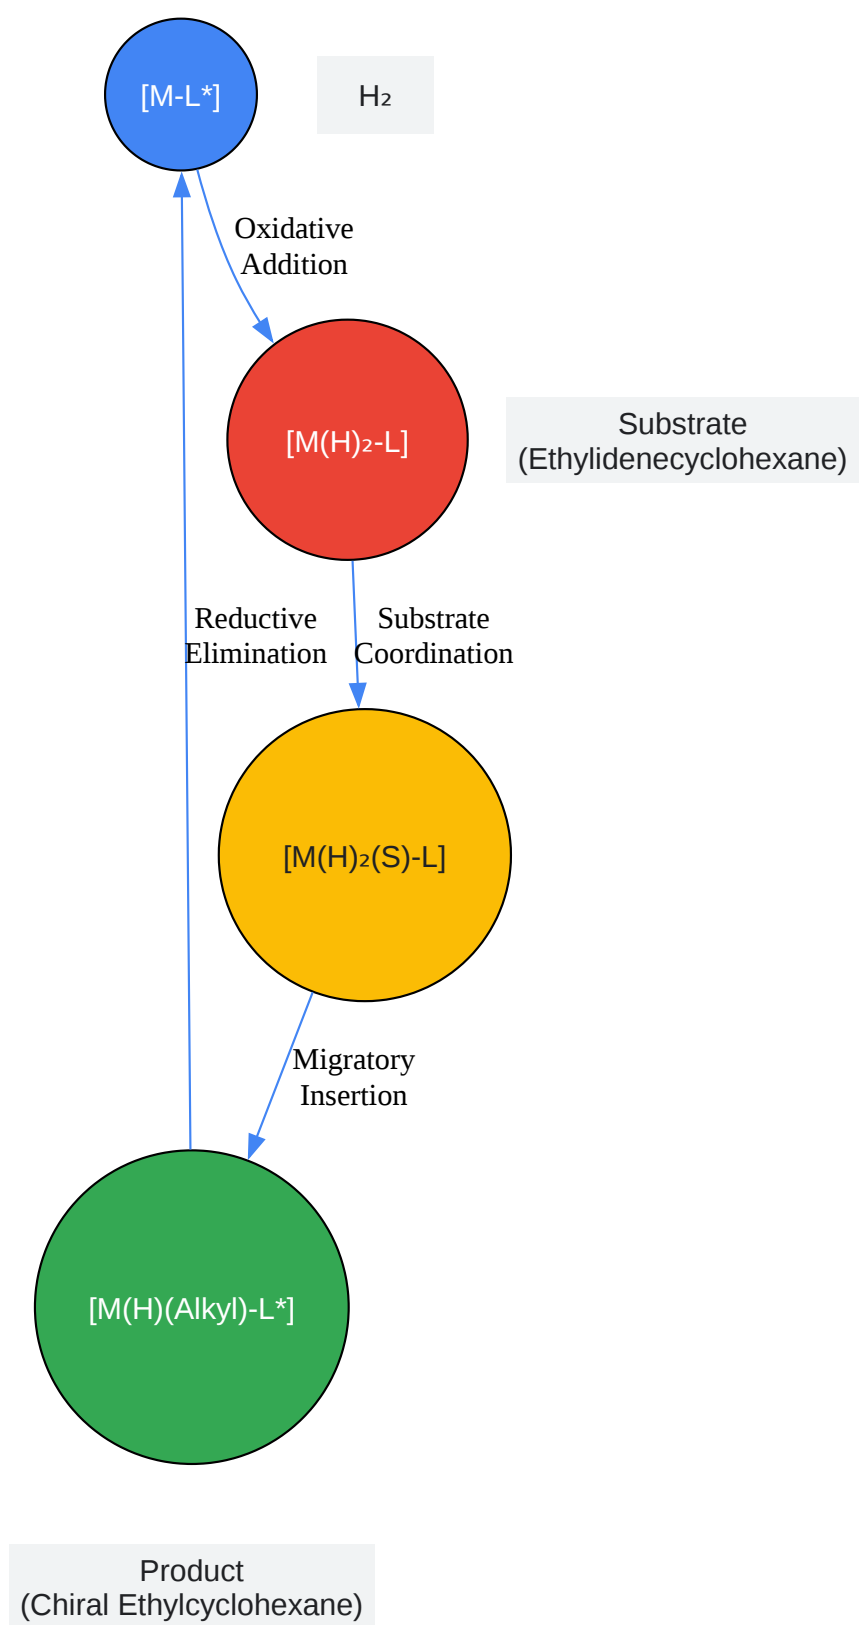 [M-L*]
H₂
Oxidative
Addition
[M(H)₂-L]
Substrate
(Ethylidenecyclohexane)
Reductive
Elimination
Substrate
Coordination
[M(H)₂(S)-L]
Migratory
Insertion
[M(H)(Alkyl)-L*]
Product
(Chiral Ethylcyclohexane)